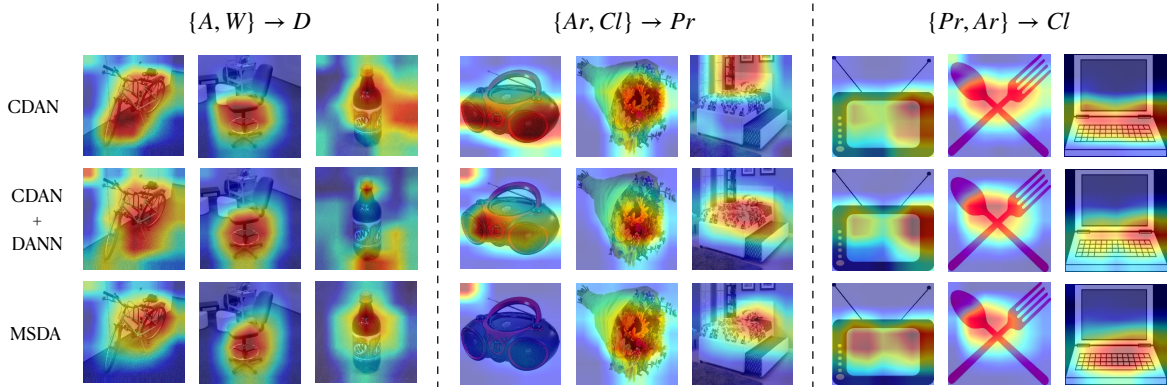 {A, W} → D
{Ar, Cl} → Pr
{Pr, Ar} → Cl
CDAN
CDAN
+
DANN
MSDA